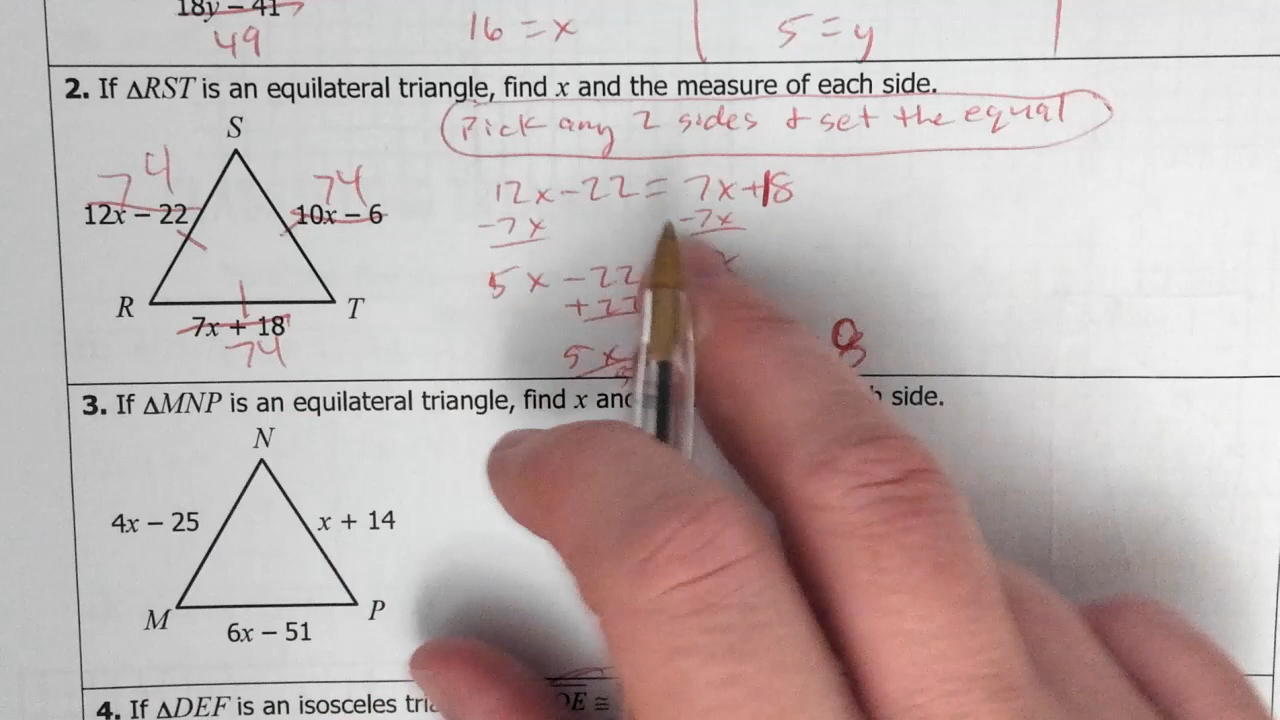 18y – 41
49
16 = x
5 = y
2. If △RST is an equilateral triangle, find x and the measure of each side.
Pick any 2 sides & set the equal
S
74
74
12x – 22
10x – 6
R
T
7x + 18
74
12x – 22 = 7x + 18
-7x
-7x
5x – 22
+ 22
5x
8
3. If △MNP is an equilateral triangle, find x and side.
N
4x – 25
x + 14
M
P
6x – 51
4. If △DEF is an isosceles DE ≅